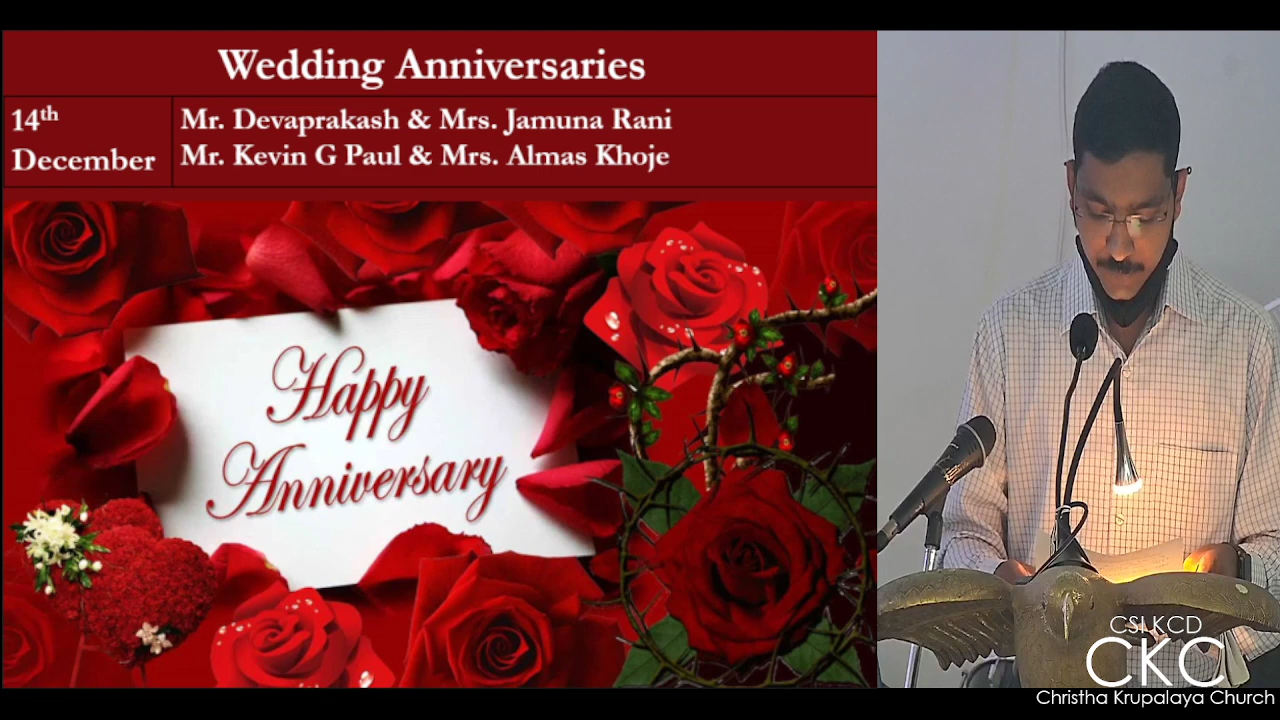 Wedding Anniversaries
14th
December
Mr. Devaprakash & Mrs. Jamuna Rani
Mr. Kevin G Paul & Mrs. Almas Khoje
Happy
Anniversary
CSI KCD
CKC
Christha Krupalaya Church